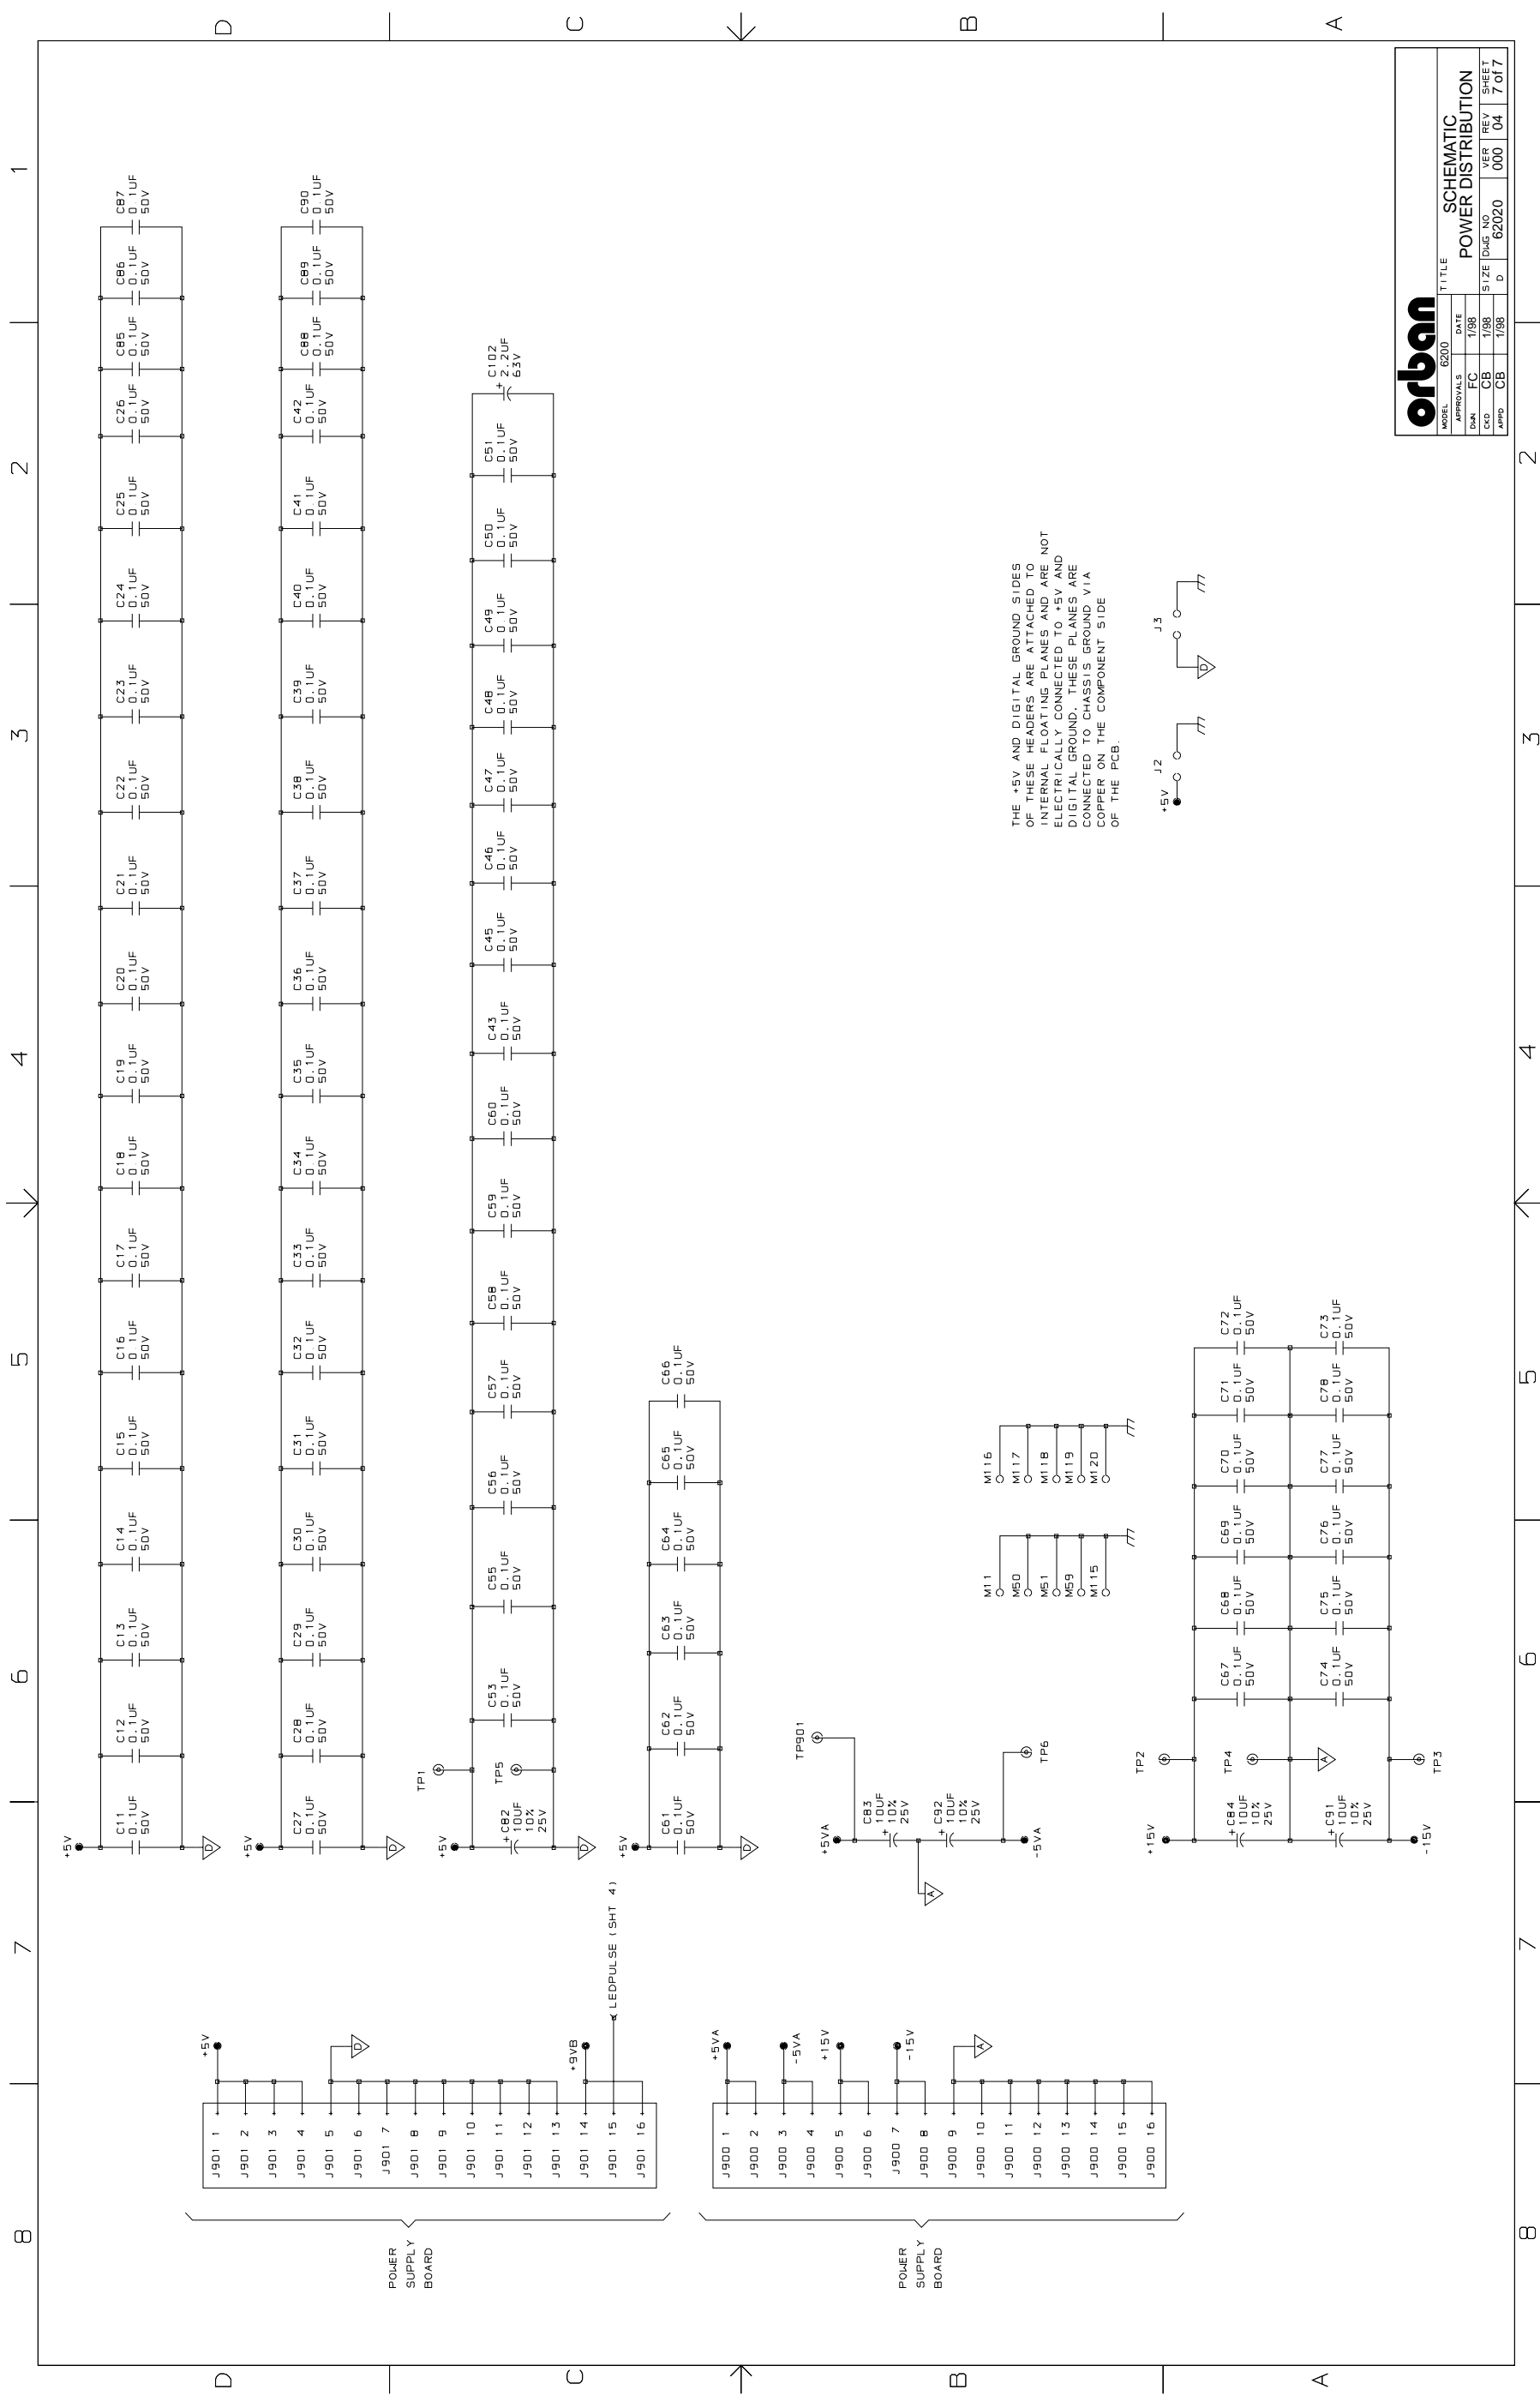 8 7 6 5 4 3 2 1
D
C
B
A
+5V
C11 0.1UF 50V
C12 0.1UF 50V
C13 0.1UF 50V
C14 0.1UF 50V
C15 0.1UF 50V
C16 0.1UF 50V
C17 0.1UF 50V
C18 0.1UF 50V
C19 0.1UF 50V
C20 0.1UF 50V
C21 0.1UF 50V
C22 0.1UF 50V
C23 0.1UF 50V
C24 0.1UF 50V
C25 0.1UF 50V
C26 0.1UF 50V
C85 0.1UF 50V
C86 0.1UF 50V
C87 0.1UF 50V
D
+5V
C27 0.1UF 50V
C28 0.1UF 50V
C29 0.1UF 50V
C30 0.1UF 50V
C31 0.1UF 50V
C32 0.1UF 50V
C33 0.1UF 50V
C34 0.1UF 50V
C35 0.1UF 50V
C36 0.1UF 50V
C37 0.1UF 50V
C38 0.1UF 50V
C39 0.1UF 50V
C40 0.1UF 50V
C41 0.1UF 50V
C42 0.1UF 50V
C88 0.1UF 50V
C89 0.1UF 50V
C90 0.1UF 50V
D
TP1
TP5
+5V
+ C82 10UF 10% 25V
C53 0.1UF 50V
C55 0.1UF 50V
C56 0.1UF 50V
C57 0.1UF 50V
C58 0.1UF 50V
C59 0.1UF 50V
C60 0.1UF 50V
C43 0.1UF 50V
C45 0.1UF 50V
C46 0.1UF 50V
C47 0.1UF 50V
C48 0.1UF 50V
C49 0.1UF 50V
C50 0.1UF 50V
C51 0.1UF 50V
+ C102 2.2UF 63V
D
+5V
C61 0.1UF 50V
C62 0.1UF 50V
C63 0.1UF 50V
C64 0.1UF 50V
C65 0.1UF 50V
C66 0.1UF 50V
D
POWER
SUPPLY
BOARD
J901 1
J901 2
J901 3
J901 4
J901 5
J901 6
J901 7
J901 8
J901 9
J901 10
J901 11
J901 12
J901 13
J901 14
J901 15
J901 16
+5V
D
+9VB
LEDPULSE (SHT 4)
POWER
SUPPLY
BOARD
J900 1
J900 2
J900 3
J900 4
J900 5
J900 6
J900 7
J900 8
J900 9
J900 10
J900 11
J900 12
J900 13
J900 14
J900 15
J900 16
+5VA
-5VA
+15V
-15V
A
TP901
+5VA
C83
+ 10UF
10%
25V
C92
+ 10UF
10%
25V
A
-5VA
TP6
M11
M50
M51
M59
M115
M116
M117
M118
M119
M120
THE +5V AND DIGITAL GROUND SIDES
OF THESE HEADERS ARE ATTACHED TO
INTERNAL FLOATING PLANES AND ARE NOT
ELECTRICALLY CONNECTED TO +5V AND
DIGITAL GROUND. THESE PLANES ARE
CONNECTED TO CHASSIS GROUND VIA
COPPER ON THE COMPONENT SIDE
OF THE PCB.
+5V J2
J3
D
TP2
TP4
TP3
+15V
+ C84 10UF 10% 25V
C67 0.1UF 50V
C68 0.1UF 50V
C69 0.1UF 50V
C70 0.1UF 50V
C71 0.1UF 50V
C72 0.1UF 50V
A
+ C91 10UF 10% 25V
C74 0.1UF 50V
C75 0.1UF 50V
C76 0.1UF 50V
C77 0.1UF 50V
C78 0.1UF 50V
C73 0.1UF 50V
-15V
orban
MODEL 6200
TITLE
SCHEMATIC
POWER DISTRIBUTION
APPROVALS DATE
DWN FC 1/98
CKD CB 1/98
APPD CB 1/98
SIZE D
DWG NO 62020
VER 000
REV 04
SHEET 7 of 7
D
C
B
A
8 7 6 5 4 3 2